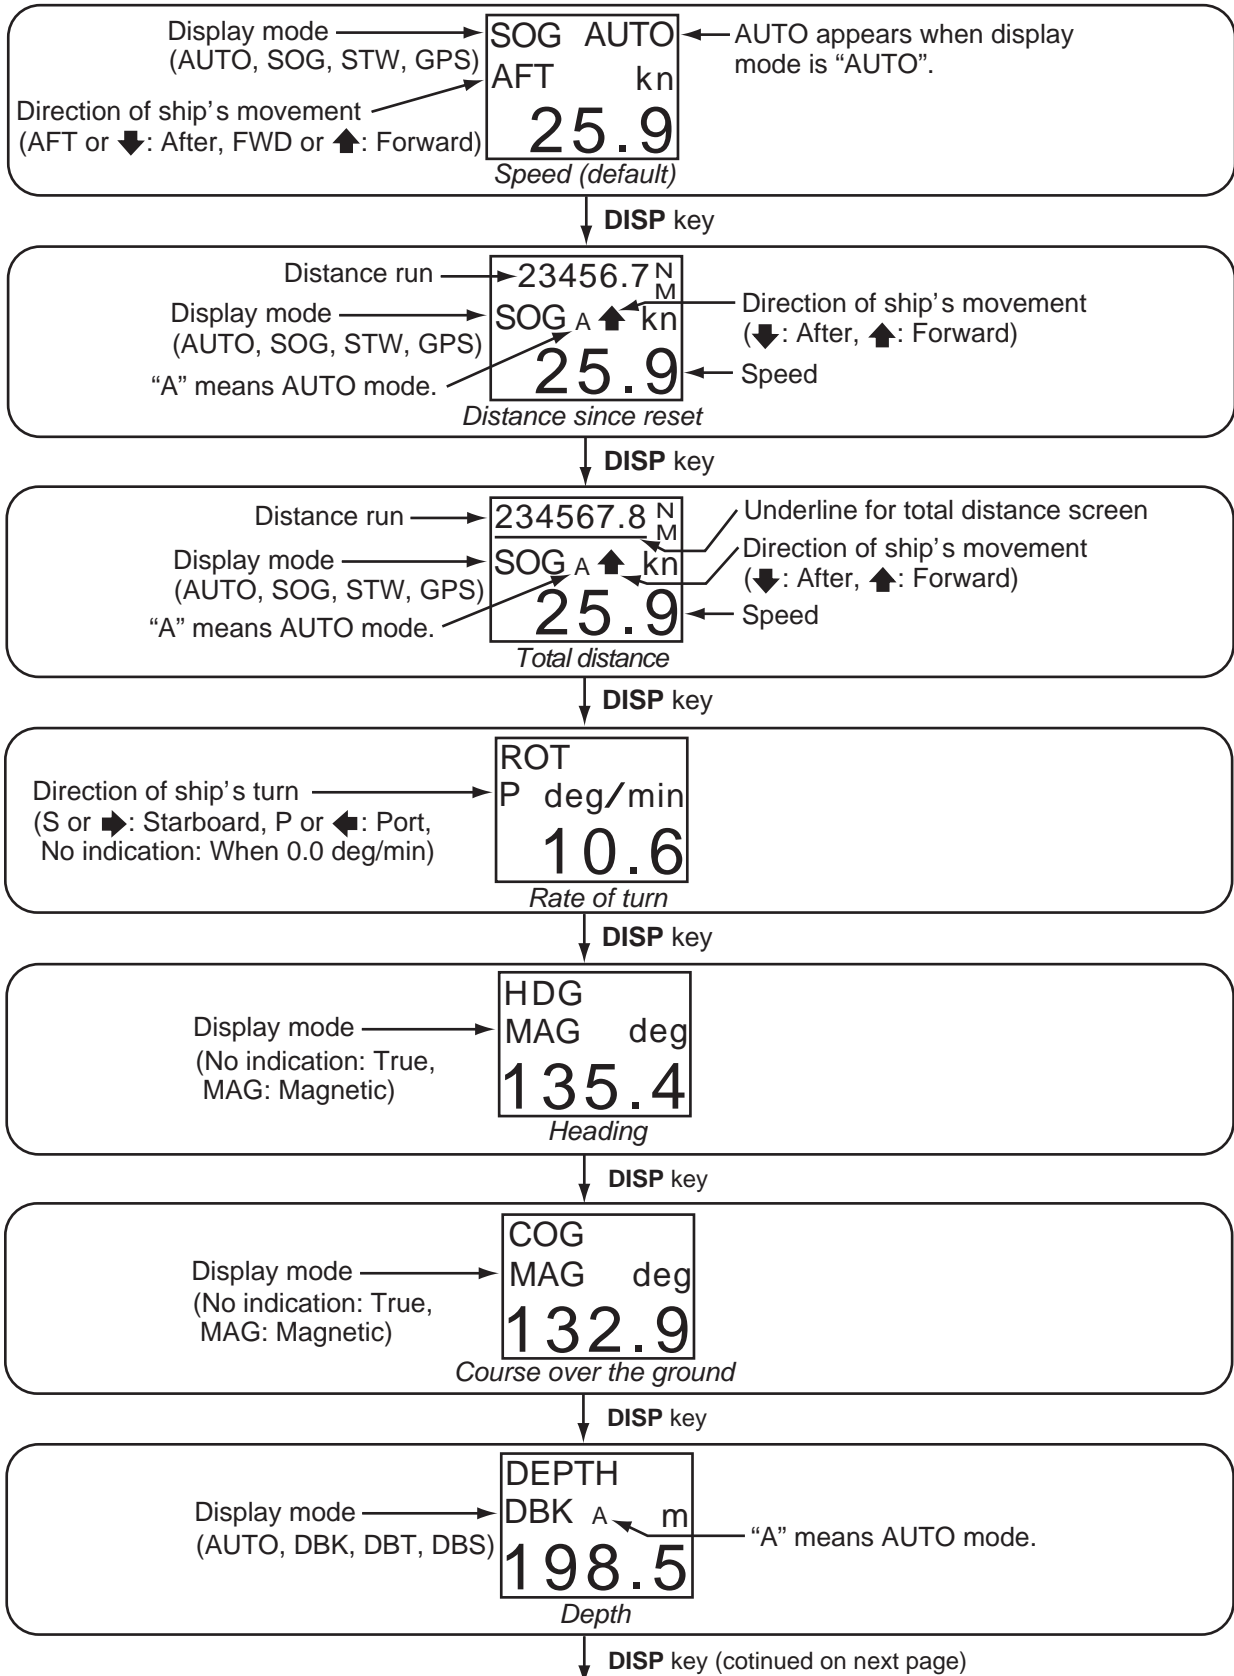 Display mode
(AUTO, SOG, STW, GPS)
SOG AUTO
AUTO appears when display
mode is “AUTO”.
Direction of ship’s movement
(AFT or 🡇: After, FWD or 🡅: Forward)
AFT kn
25.9
Speed (default)
DISP key
Distance run
23456.7 NM
Display mode
(AUTO, SOG, STW, GPS)
SOG A 🡅 kn
Direction of ship’s movement
(🡇: After, 🡅: Forward)
“A” means AUTO mode.
25.9
Speed
Distance since reset
DISP key
Distance run
234567.8 NM
Underline for total distance screen
Display mode
(AUTO, SOG, STW, GPS)
SOG A 🡅 kn
Direction of ship’s movement
(🡇: After, 🡅: Forward)
“A” means AUTO mode.
25.9
Speed
Total distance
DISP key
ROT
Direction of ship’s turn
(S or 🡆: Starboard, P or 🡄: Port,
No indication: When 0.0 deg/min)
P deg/min
10.6
Rate of turn
DISP key
HDG
Display mode
(No indication: True,
MAG: Magnetic)
MAG deg
135.4
Heading
DISP key
COG
Display mode
(No indication: True,
MAG: Magnetic)
MAG deg
132.9
Course over the ground
DISP key
DEPTH
Display mode
(AUTO, DBK, DBT, DBS)
DBK A m
“A” means AUTO mode.
198.5
Depth
DISP key (cotinued on next page)